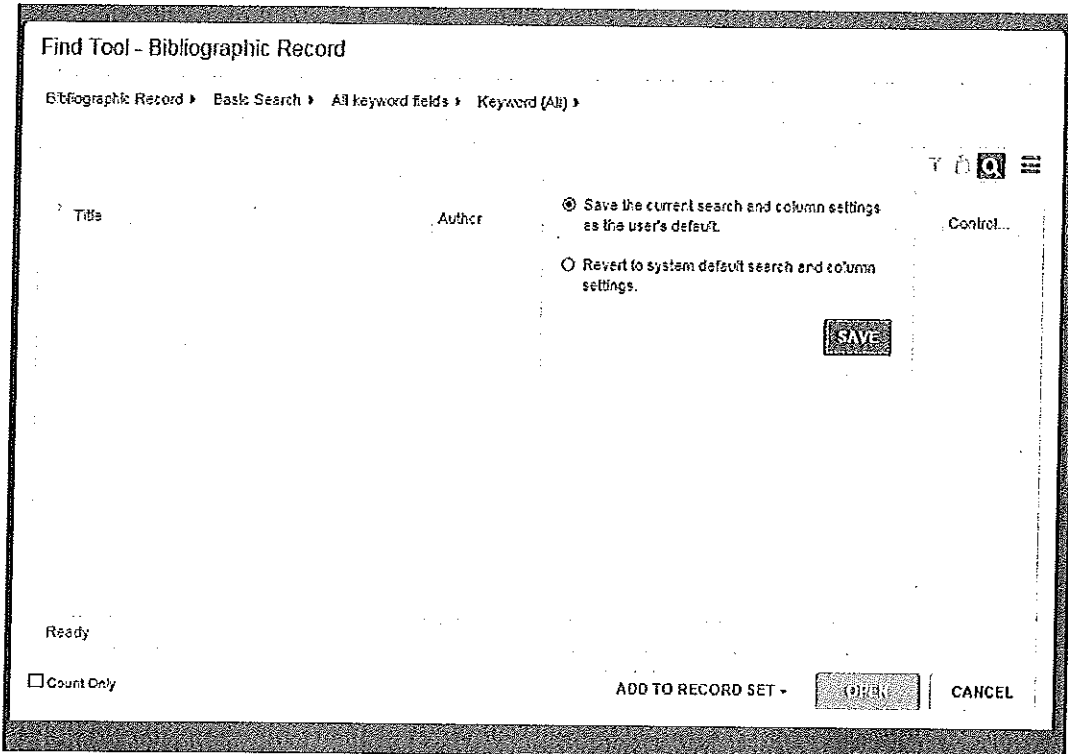 Find Tool - Bibliographic Record
Bibliographic Record Basic Search All keyword fields Keyword (All)
Title Author Control...
Save the current search and column settings
as the user's default.
Revert to system default search and column
settings.
SAVE
Ready
Count Only
ADD TO RECORD SET OPEN CANCEL